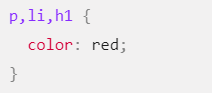 p,li,h1 {
  color: red;
}